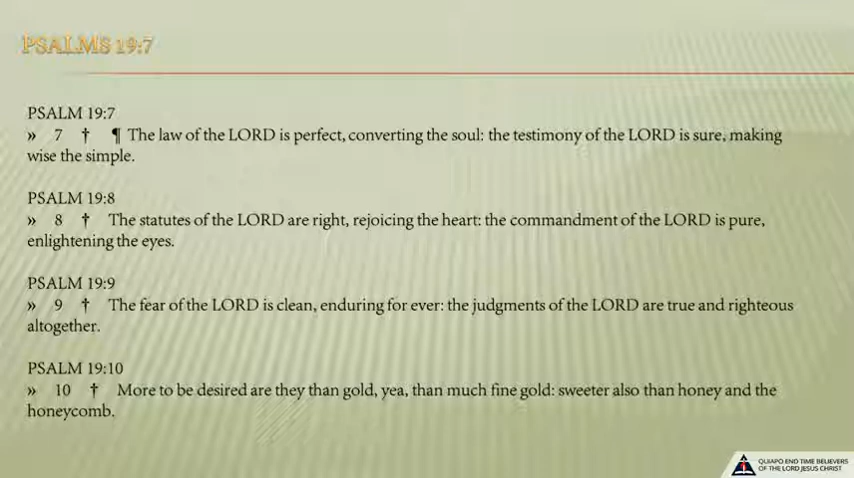 PSALMS 19:7
PSALM 19:7
» 7 † ¶ The law of the LORD is perfect, converting the soul: the testimony of the LORD is sure, making
wise the simple.
PSALM 19:8
» 8 † The statutes of the LORD are right, rejoicing the heart: the commandment of the LORD is pure,
enlightening the eyes.
PSALM 19:9
» 9 † The fear of the LORD is clean, enduring for ever: the judgments of the LORD are true and righteous
altogether.
PSALM 19:10
» 10 † More to be desired are they than gold, yea, than much fine gold: sweeter also than honey and the
honeycomb.
QUIAPO END TIME BELIEVERS
OF THE LORD JESUS CHRIST